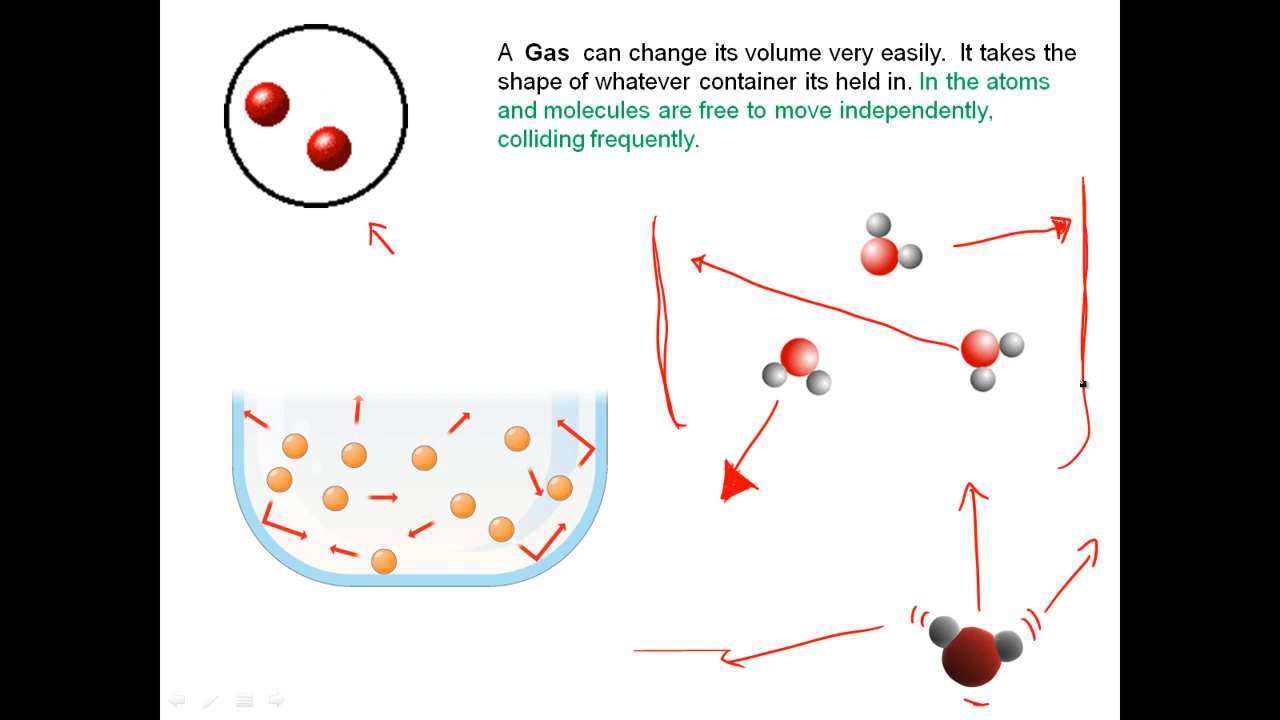 A Gas can change its volume very easily. It takes the
shape of whatever container its held in. In the atoms
and molecules are free to move independently,
colliding frequently.